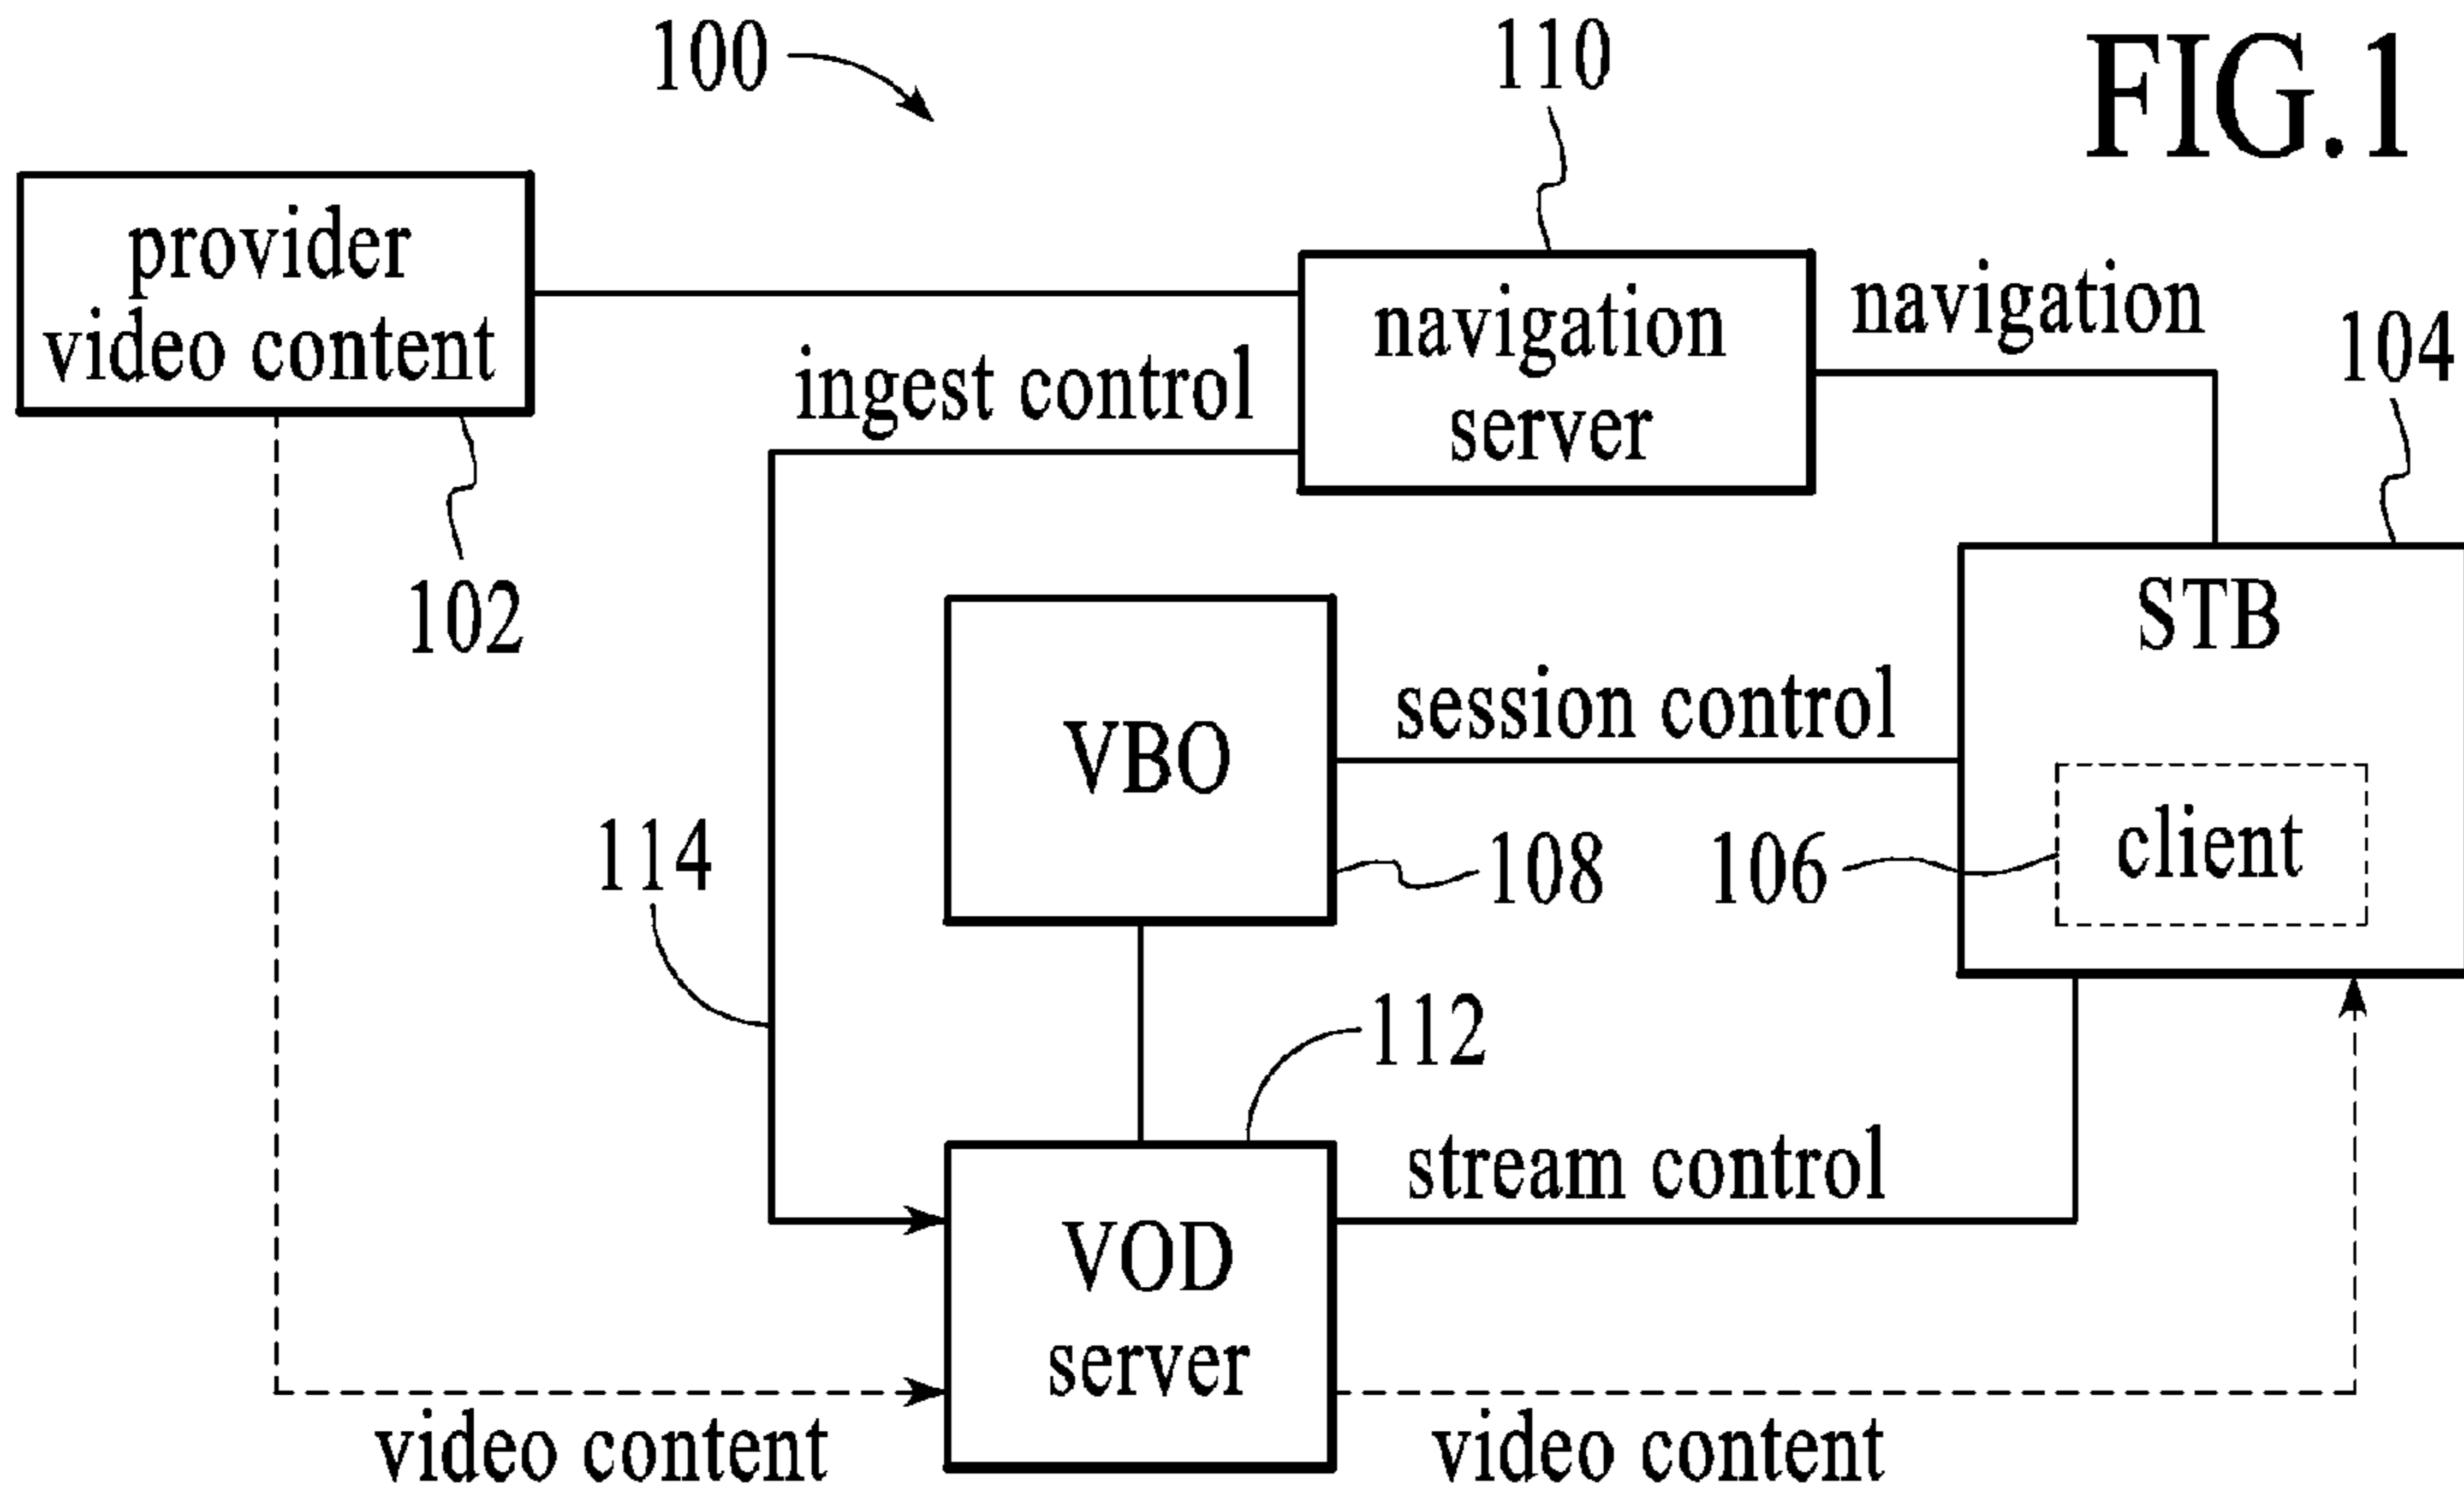 100
110
FIG.1
provider
video content
navigation
server
navigation
104
ingest control
102
STB
VBO
session control
114
108
106
client
112
stream control
VOD
server
video content
video content